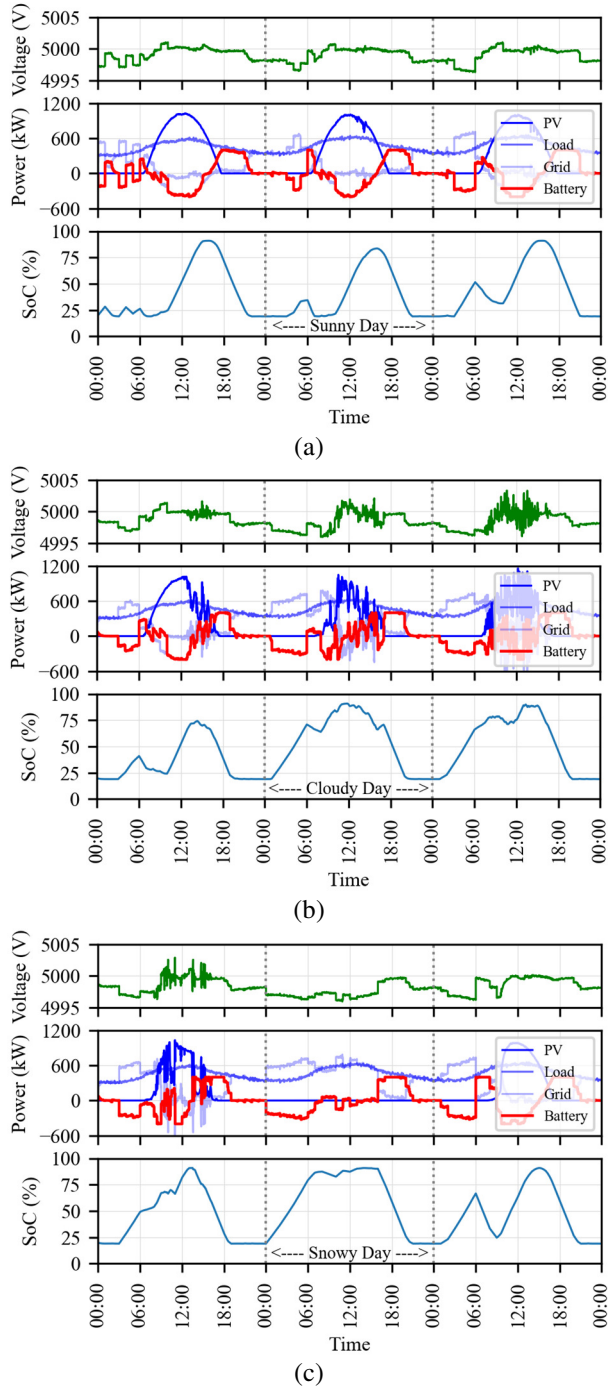 5005
5000
4995
Voltage (V)
1200
600
0
−600
Power (kW)
PV
Load
Grid
Battery
100
75
50
25
0
SoC (%)
<---- Sunny Day ---->
00:00 06:00 12:00 18:00 00:00 06:00 12:00 18:00 00:00 06:00 12:00 18:00 00:00
Time
(a)
5005
5000
4995
Voltage (V)
1200
600
0
−600
Power (kW)
PV
Load
Grid
Battery
100
75
50
25
0
SoC (%)
<---- Cloudy Day ---->
00:00 06:00 12:00 18:00 00:00 06:00 12:00 18:00 00:00 06:00 12:00 18:00 00:00
Time
(b)
5005
5000
4995
Voltage (V)
1200
600
0
−600
Power (kW)
PV
Load
Grid
Battery
100
75
50
25
0
SoC (%)
<---- Snowy Day ---->
00:00 06:00 12:00 18:00 00:00 06:00 12:00 18:00 00:00 06:00 12:00 18:00 00:00
Time
(c)